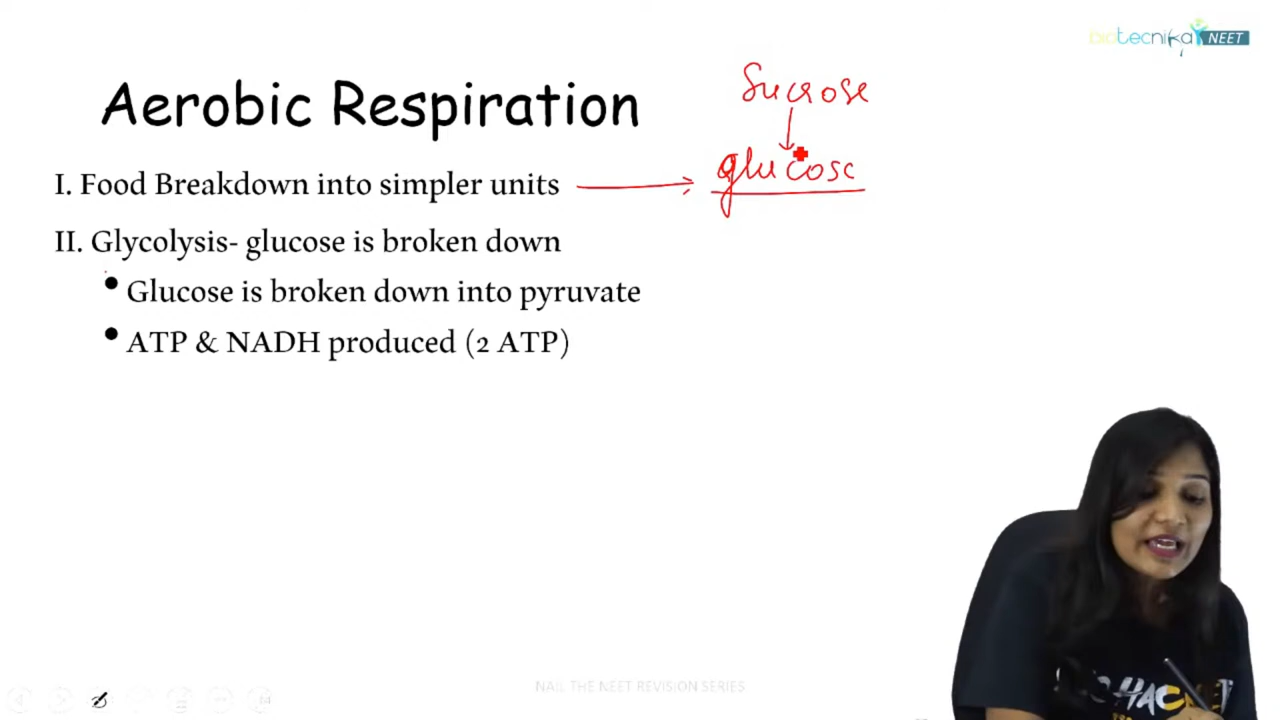 biotecnika NEET
Sucrose
Aerobic Respiration
glucose
I. Food Breakdown into simpler units
II. Glycolysis- glucose is broken down
• Glucose is broken down into pyruvate
• ATP & NADH produced (2 ATP)
NAIL THE NEET REVISION SERIES